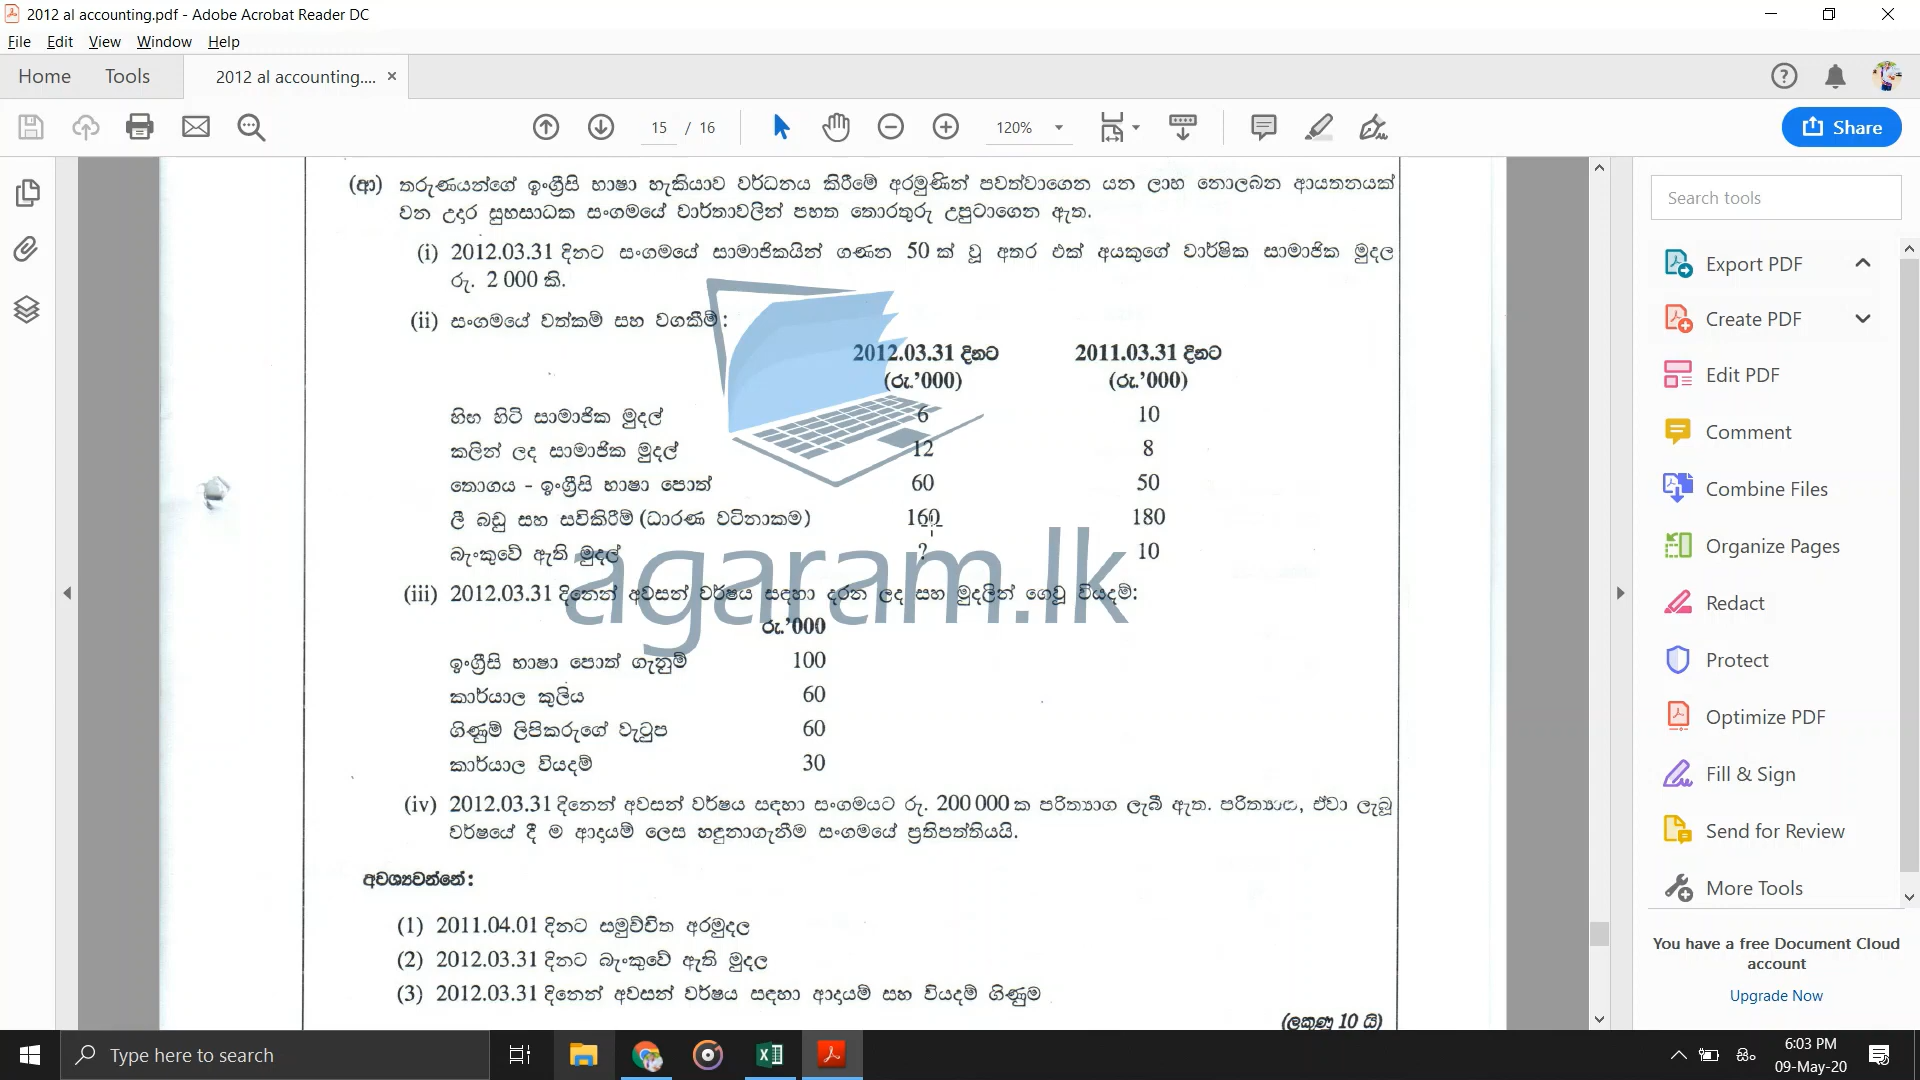 2012 al accounting.pdf - Adobe Acrobat Reader DC
File Edit View Window Help
Home Tools 2012 al accounting.... ×
15 / 16 120% Share
(ආ) තරුණයන්ගේ ඉංග්‍රීසි භාෂා හැකියාව වර්ධනය කිරීමේ අරමුණින් පවත්වාගෙන යන ලාභ නොලබන ආයතනයක්
වන උදාර සුභසාධක සංගමයේ වාර්තාවලින් පහත තොරතුරු උපුටාගෙන ඇත.
(i) 2012.03.31 දිනට සංගමයේ සාමාජිකයින් ගණන 50 ක් වූ අතර එක් අයකුගේ වාර්ෂික සාමාජික මුදල
රු. 2 000 කි.
(ii) සංගමයේ වත්කම් සහ වගකීම් :
2012.03.31 දිනට 2011.03.31 දිනට
(රු.’000) (රු.’000)
හිඟ හිටි සාමාජික මුදල් 6 10
කලින් ලද සාමාජික මුදල් 12 8
තොගය - ඉංග්‍රීසි භාෂා පොත් 60 50
ලී බඩු සහ සවිකිරීම් (ධාරණ වටිනාකම) 160 180
බැංකුවේ ඇති මුදල් ? 10
agaram.lk
(iii) 2012.03.31 දිනෙන් අවසන් වර්ෂය සඳහා දරන ලද සහ මුදලින් ගෙවූ වියදම්:
රු.’000
ඉංග්‍රීසි භාෂා පොත් ගැනුම් 100
කාර්යාල කුලිය 60
ගිණුම් ලිපිකරුගේ වැටුප 60
කාර්යාල වියදම් 30
(iv) 2012.03.31 දිනෙන් අවසන් වර්ෂය සඳහා සංගමයට රු. 200 000 ක පරිත්‍යාග ලැබී ඇත. පරිත්‍යාග, ඒවා ලැබූ
වර්ෂයේ දී ම ආදායම් ලෙස හඳුනාගැනීම සංගමයේ ප්‍රතිපත්තියයි.
අවශ්‍යවන්නේ :
(1) 2011.04.01 දිනට සමුච්චිත අරමුදල
(2) 2012.03.31 දිනට බැංකුවේ ඇති මුදල
(3) 2012.03.31 දිනෙන් අවසන් වර්ෂය සඳහා ආදායම් සහ වියදම් ගිණුම
(ලකුණු 10 යි)
Search tools
Export PDF
Create PDF
Edit PDF
Comment
Combine Files
Organize Pages
Redact
Protect
Optimize PDF
Fill & Sign
Send for Review
More Tools
You have a free Document Cloud
account
Upgrade Now
Type here to search
සිං
6:03 PM
09-May-20